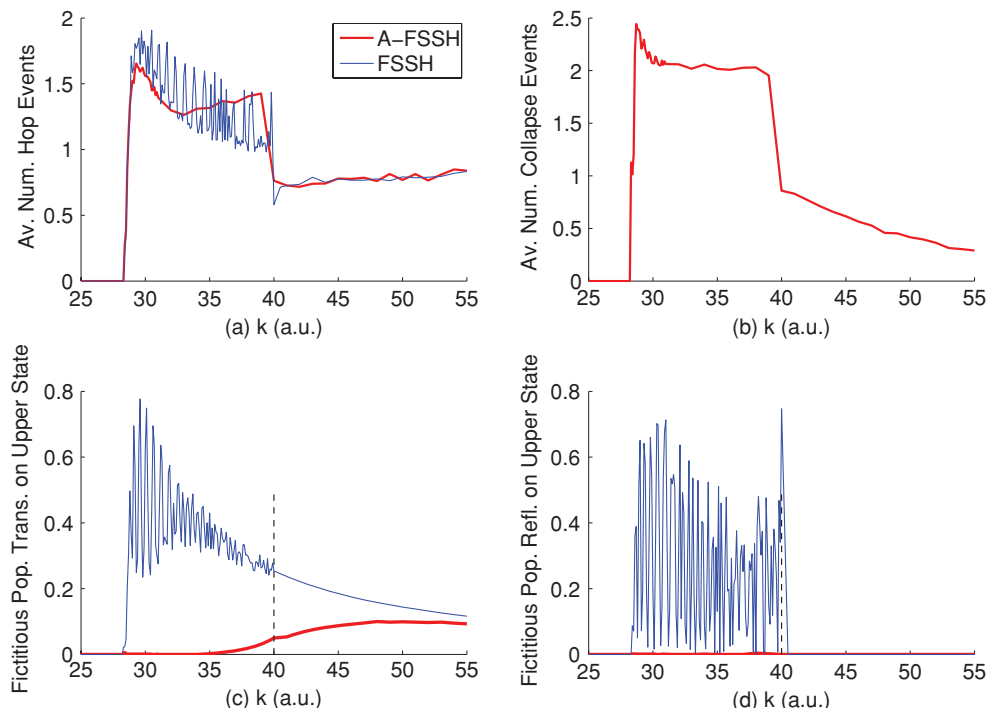 2
1.5
1
0.5
0
25 30 35 40 45 50 55
Av. Num. Hop Events
(a) k (a.u.)
A−FSSH
FSSH
2.5
2
1.5
1
0.5
0
25 30 35 40 45 50 55
Av. Num. Collapse Events
(b) k (a.u.)
0.8
0.6
0.4
0.2
0
25 30 35 40 45 50 55
Fictitious Pop. Trans. on Upper State
(c) k (a.u.)
0.8
0.6
0.4
0.2
0
25 30 35 40 45 50 55
Fictitious Pop. Refl. on Upper State
(d) k (a.u.)